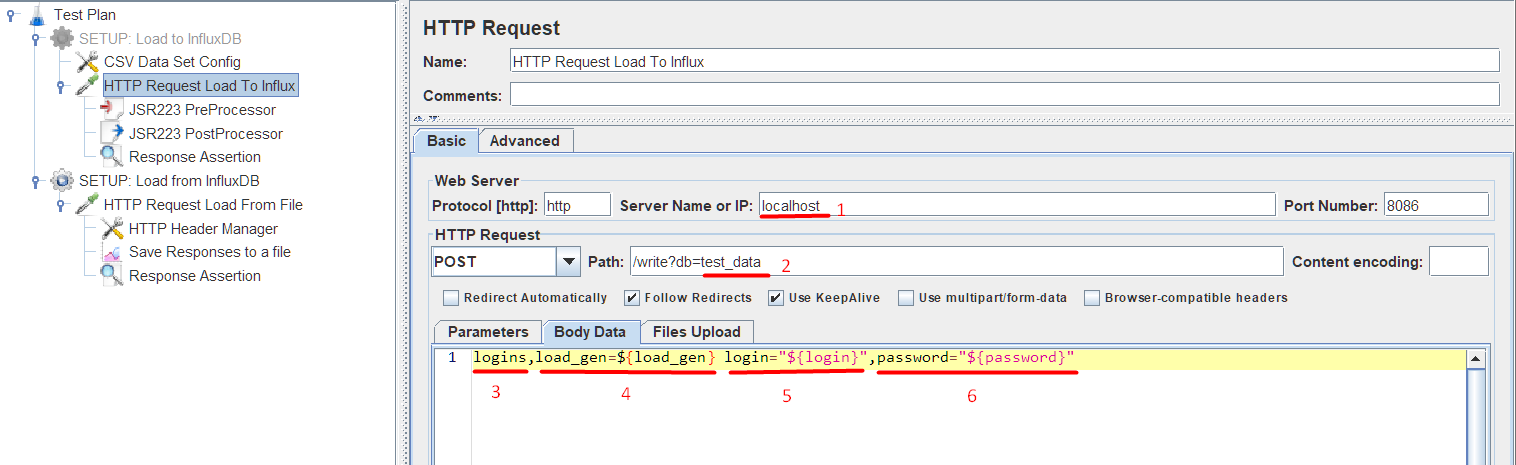 Test Plan
SETUP: Load to InfluxDB
CSV Data Set Config
HTTP Request Load To Influx
JSR223 PreProcessor
JSR223 PostProcessor
Response Assertion
SETUP: Load from InfluxDB
HTTP Request Load From File
HTTP Header Manager
Save Responses to a file
Response Assertion
HTTP Request
Name: HTTP Request Load To Influx
Comments:
Basic Advanced
Web Server
Protocol [http]: http Server Name or IP: localhost 1 Port Number: 8086
HTTP Request
POST Path: /write?db=test_data 2 Content encoding:
Redirect Automatically Follow Redirects Use KeepAlive Use multipart/form-data Browser-compatible headers
Parameters Body Data Files Upload
1 logins,load_gen=${load_gen} login="${login}",password="${password}"
3 4 5 6